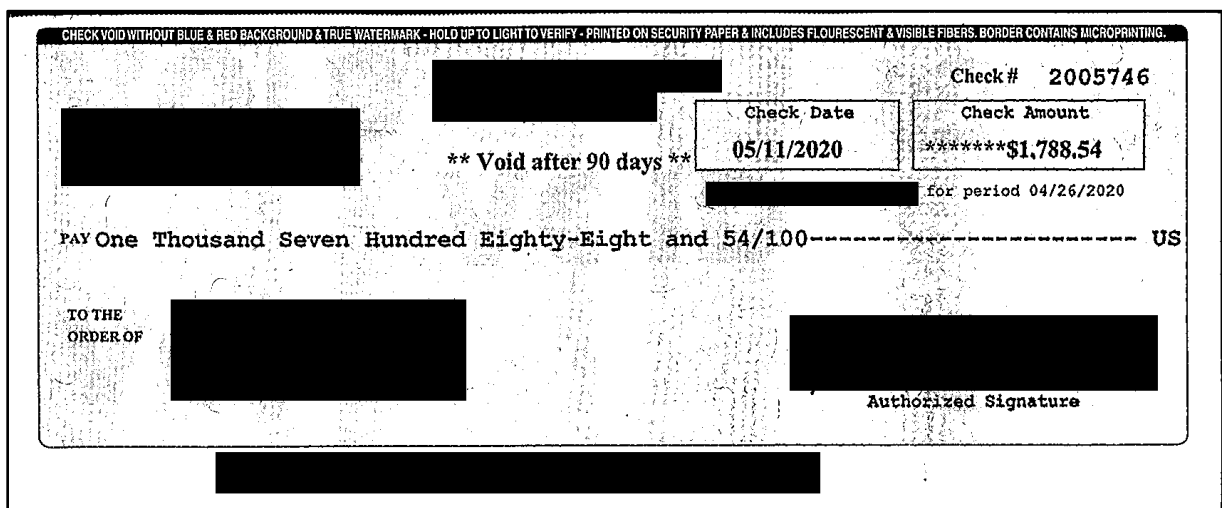 CHECK VOID WITHOUT BLUE & RED BACKGROUND & TRUE WATERMARK - HOLD UP TO LIGHT TO VERIFY - PRINTED ON SECURITY PAPER & INCLUDES FLOURESCENT & VISIBLE FIBERS. BORDER CONTAINS MICROPRINTING.
Check # 2005746
Check Date Check Amount
** Void after 90 days ** 05/11/2020 *******$1,788.54
for period 04/26/2020
PAY One Thousand Seven Hundred Eighty-Eight and 54/100------------------------- US
TO THE
ORDER OF
Authorized Signature